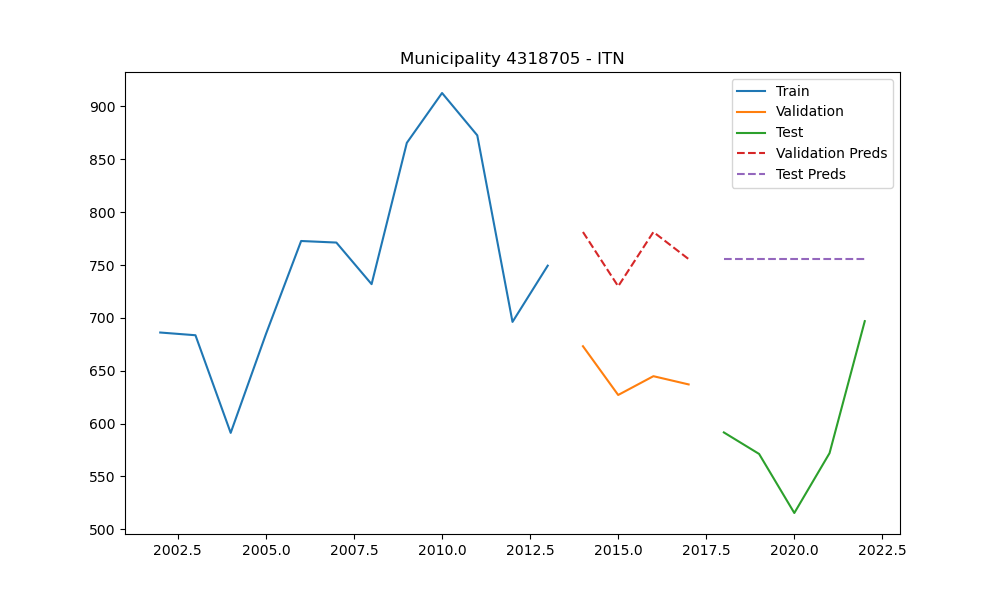 Municipality 4318705 - ITN
Train
Validation
Test
Validation Preds
Test Preds
900
850
800
750
700
650
600
550
500
2002.5 2005.0 2007.5 2010.0 2012.5 2015.0 2017.5 2020.0 2022.5